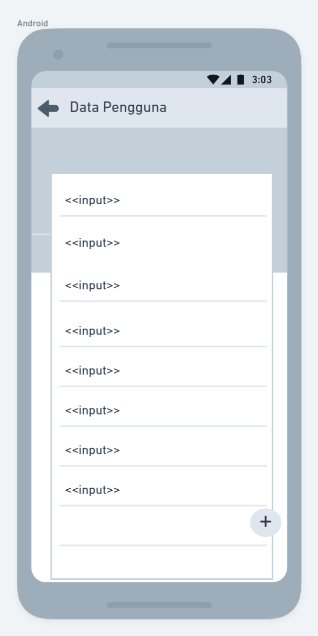 Android
3:03
Data Pengguna
<<input>>
<<input>>
<<input>>
<<input>>
<<input>>
<<input>>
<<input>>
<<input>>
+